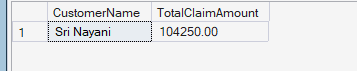 CustomerName TotalClaimAmount
1 Sri Nayani 104250.00